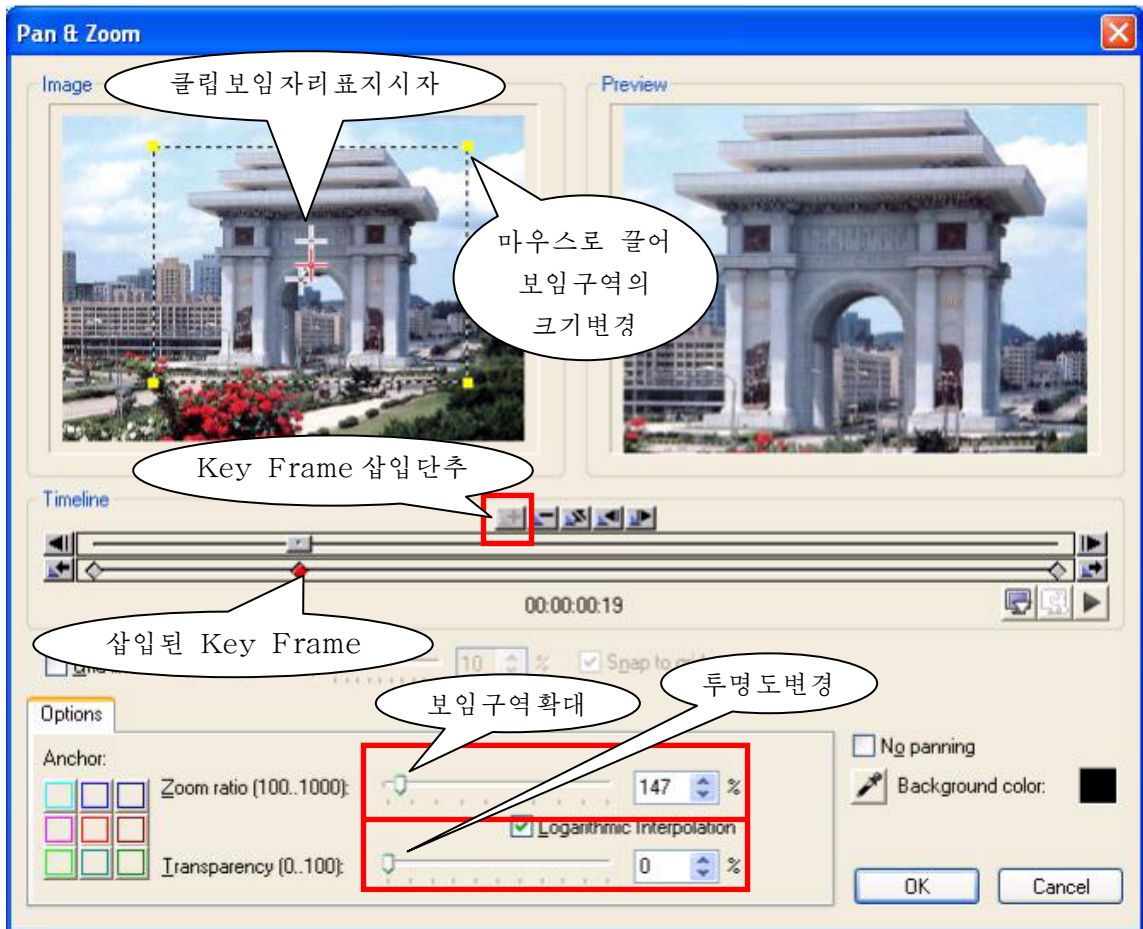 Pan & Zoom
Image
클립보임자리표지시자
Preview
마우스로 끌어
보임구역의
크기변경
Key Frame 삽입단추
Timeline
00:00:00:19
삽입된 Key Frame
10 %
Snap to
투명도변경
보임구역확대
Options
No panning
Anchor:
Zoom ratio (100..1000):
147 %
Background color:
Logarithmic Interpolation
Transparency (0..100):
0 %
OK
Cancel